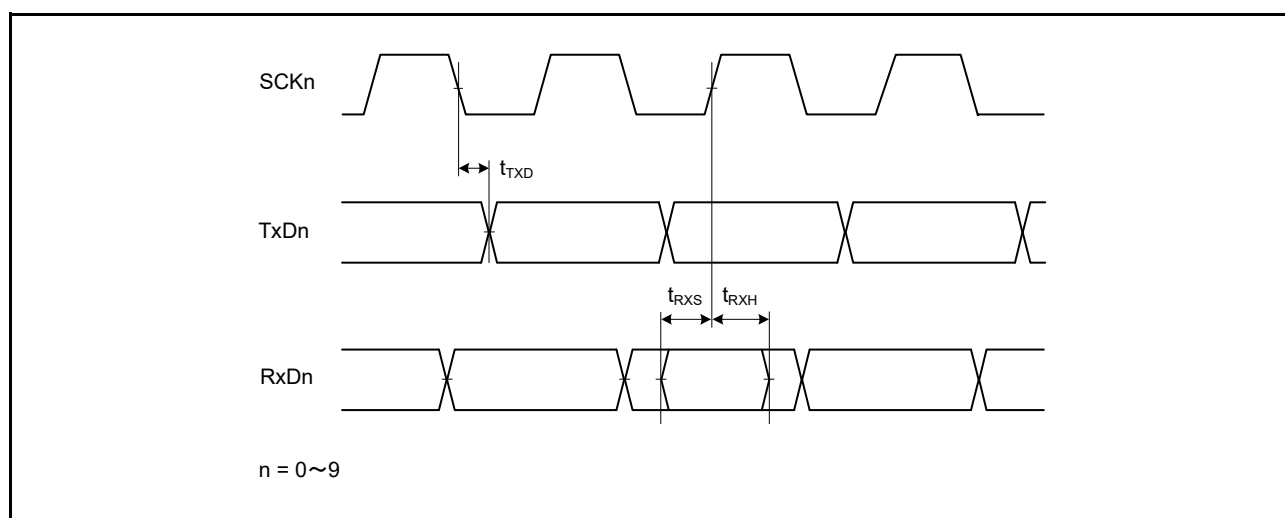 SCKn
tTXD
TxDn
tRXS tRXH
RxDn
n = 0～9